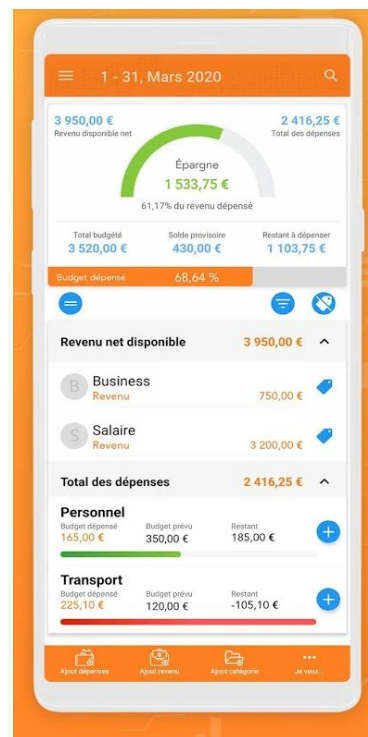 1 - 31, Mars 2020
3 950,00 €
2 416,25 €
Revenu disponible net
Total des dépenses
Épargne
1 533,75 €
61,17% du revenu dépensé
Total budgété
Solde provisoire
Restant à dépenser
3 520,00 €
430,00 €
1 103,75 €
Budget dépensé
68,64 %
Revenu net disponible
3 950,00 €
B
Business
Revenu
750,00 €
S
Salaire
Revenu
3 200,00 €
Total des dépenses
2 416,25 €
Personnel
Budget dépensé
Budget prévu
Restant
165,00 €
350,00 €
185,00 €
Transport
Budget dépensé
Budget prévu
Restant
225,10 €
120,00 €
-105,10 €
Ajout dépenses
Ajout revenu
Ajout catégorie
Je veux...